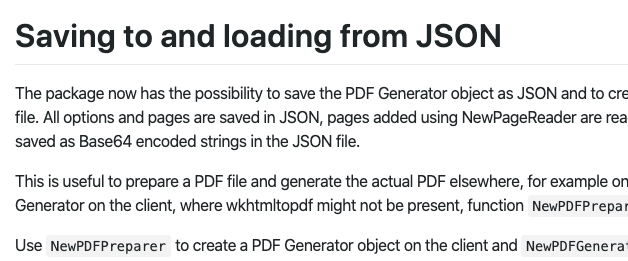 Saving to and loading from JSON
The package now has the possibility to save the PDF Generator object as JSON and to cre
file. All options and pages are saved in JSON, pages added using NewPageReader are rea
saved as Base64 encoded strings in the JSON file.
This is useful to prepare a PDF file and generate the actual PDF elsewhere, for example on
Generator on the client, where wkhtmltopdf might not be present, function NewPDFPrepar
Use NewPDFPreparer to create a PDF Generator object on the client and NewPDFGenerat